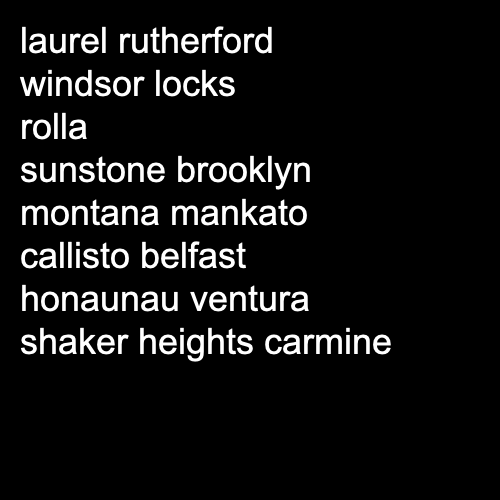 laurel rutherford
windsor locks
rolla
sunstone brooklyn
montana mankato
callisto belfast
honaunau ventura
shaker heights carmine